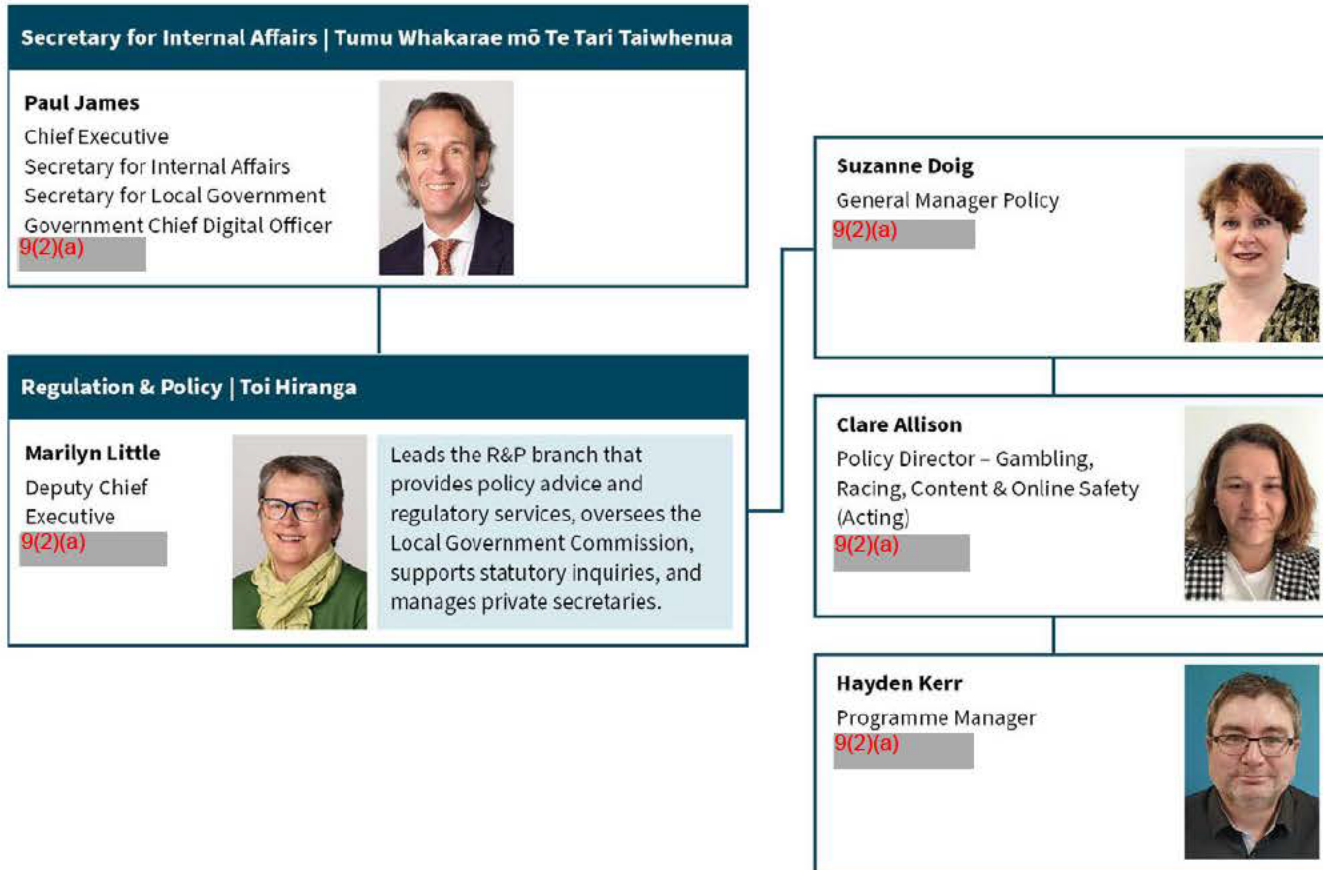 Secretary for Internal Affairs | Tumu Whakarae mō Te Tari Taiwhenua
Paul James
Chief Executive
Secretary for Internal Affairs
Secretary for Local Government
Government Chief Digital Officer
9(2)(a)
Regulation & Policy | Toi Hiranga
Marilyn Little
Deputy Chief
Executive
9(2)(a)
Leads the R&P branch that
provides policy advice and
regulatory services, oversees the
Local Government Commission,
supports statutory inquiries, and
manages private secretaries.
Suzanne Doig
General Manager Policy
9(2)(a)
Clare Allison
Policy Director – Gambling,
Racing, Content & Online Safety
(Acting)
9(2)(a)
Hayden Kerr
Programme Manager
9(2)(a)